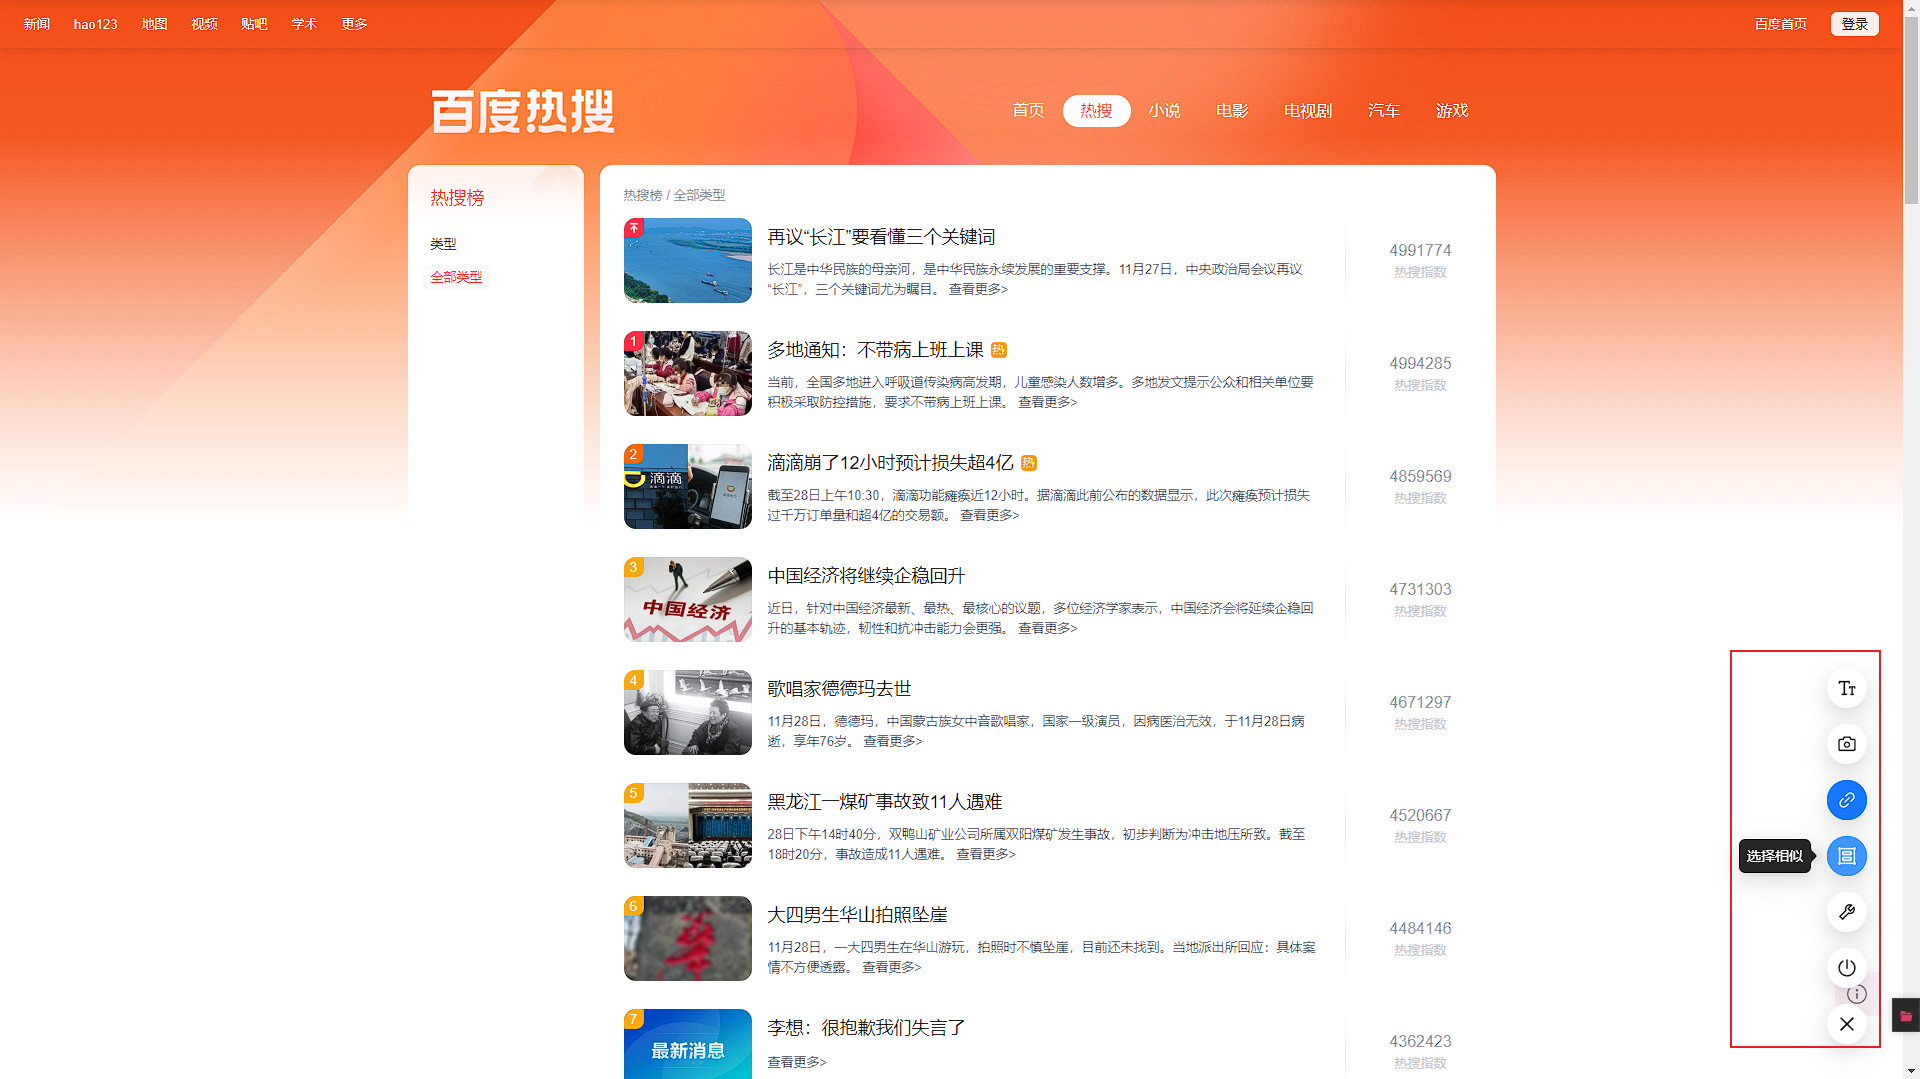 新闻 hao123 地图 视频 贴吧 学术 更多 百度首页 登录
百度热搜
首页 热搜 小说 电影 电视剧 汽车 游戏
热搜榜
类型
全部类型
热搜榜 / 全部类型
再议“长江”要看懂三个关键词
长江是中华民族的母亲河，是中华民族永续发展的重要支撑。11月27日，中央政治局会议再议
“长江”，三个关键词尤为瞩目。 查看更多>
4991774
热搜指数
1
多地通知：不带病上班上课 热
当前，全国多地进入呼吸道传染病高发期，儿童感染人数增多。多地发文提示公众和相关单位要
积极采取防控措施，要求不带病上班上课。 查看更多>
4994285
热搜指数
2
滴滴
滴滴崩了12小时预计损失超4亿 热
截至28日上午10:30，滴滴功能瘫痪近12小时。据滴滴此前公布的数据显示，此次瘫痪预计损失
过千万订单量和超4亿的交易额。 查看更多>
4859569
热搜指数
3
中国经济
中国经济将继续企稳回升
近日，针对中国经济最新、最热、最核心的议题，多位经济学家表示，中国经济会将延续企稳回
升的基本轨迹，韧性和抗冲击能力会更强。 查看更多>
4731303
热搜指数
4
歌唱家德德玛去世
11月28日，德德玛，中国蒙古族女中音歌唱家，国家一级演员，因病医治无效，于11月28日病
逝，享年76岁。 查看更多>
4671297
热搜指数
5
黑龙江一煤矿事故致11人遇难
28日下午14时40分，双鸭山矿业公司所属双阳煤矿发生事故，初步判断为冲击地压所致。截至
18时20分，事故造成11人遇难。 查看更多>
4520667
热搜指数
6
大四男生华山拍照坠崖
11月28日，一大四男生在华山游玩，拍照时不慎坠崖，目前还未找到。当地派出所回应：具体案
情不方便透露。 查看更多>
4484146
热搜指数
7
最新消息
李想：很抱歉我们失言了
查看更多>
4362423
热搜指数
TT
选择相似